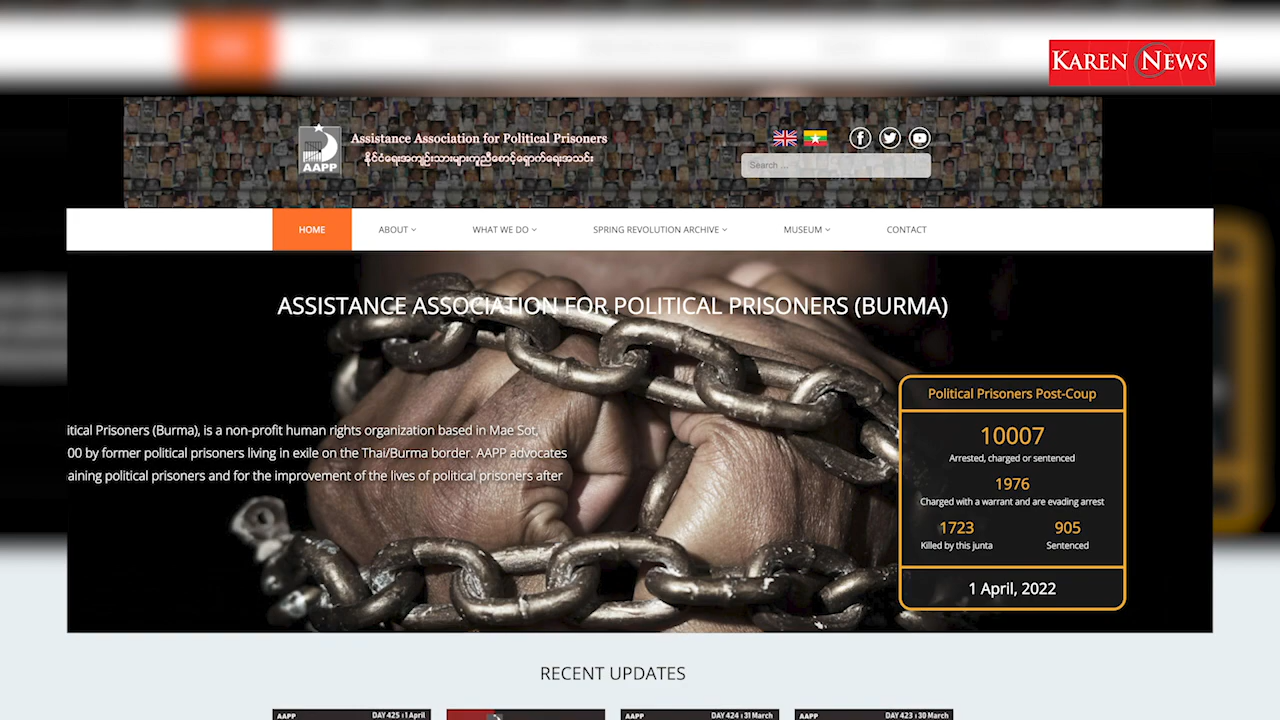 KAREN NEWS
Assistance Association for Political Prisoners
နိုင်ငံရေးအကျဉ်းသားများကူညီစောင့်ရှောက်ရေးအသင်း
AAPP
Search ...
HOME
ABOUT
WHAT WE DO
SPRING REVOLUTION ARCHIVE
MUSEUM
CONTACT
ASSISTANCE ASSOCIATION FOR POLITICAL PRISONERS (BURMA)
itical Prisoners (Burma), is a non-profit human rights organization based in Mae Sot,
00 by former political prisoners living in exile on the Thai/Burma border. AAPP advocates
aining political prisoners and for the improvement of the lives of political prisoners after
Political Prisoners Post-Coup
10007
Arrested, charged or sentenced
1976
Charged with a warrant and are evading arrest
1723
Killed by this junta
905
Sentenced
1 April, 2022
RECENT UPDATES
AAPP
DAY 425 : 1 April
AAPP
DAY 424 : 31 March
AAPP
DAY 423 : 30 March